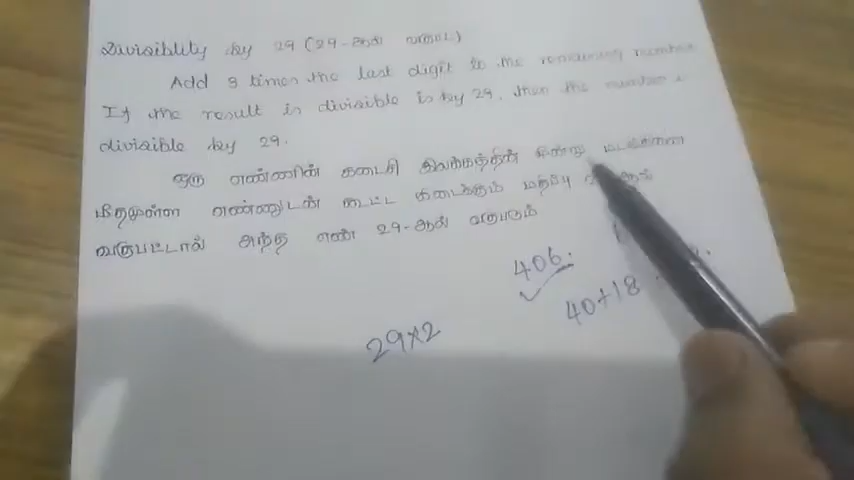 Divisiblity by 29 (29-ஆல் வகுபட)
Add 3 times the last digit to the remaining number
If the result is divisible is by 29, then the number
divisible by 29.
ஒரு எண்ணின் கடைசி இலக்கத்தின் மூன்று மடங்கினை
மீதமுள்ள எண்ணுடன் கூட்ட கிடைக்கும் மதிப்பு
வகுபட்டால் அந்த எண் 29-ஆல் வகுபடும்
406.
40+18
29×2